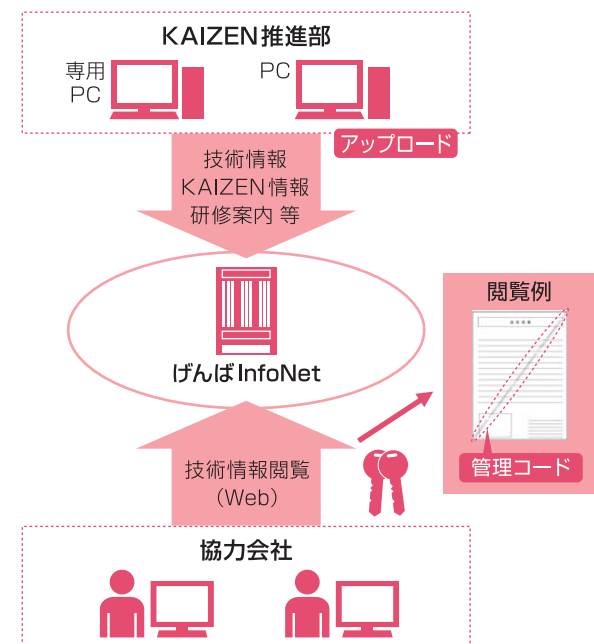 KAIZEN推進部
専用
PC
PC
アップロード
技術情報
KAIZEN情報
研修案内 等
げんばInfoNet
閲覧例
管理コード
技術情報閲覧
（Web）
協力会社